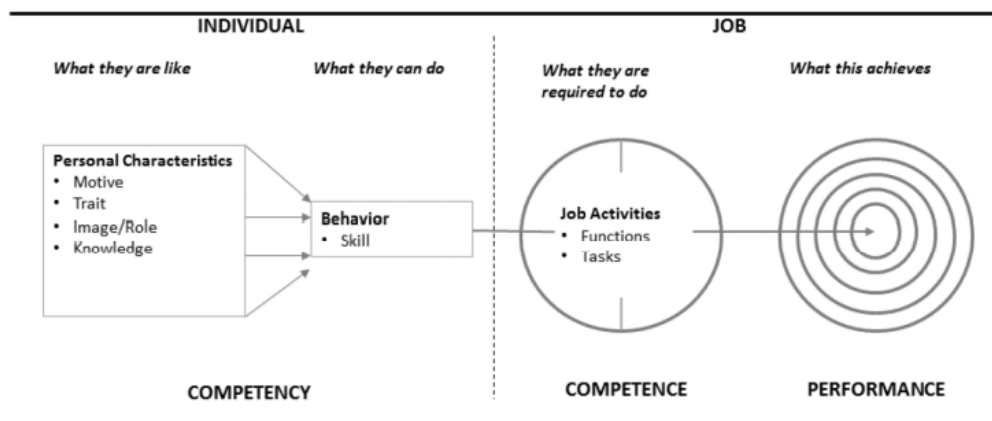 INDIVIDUAL
JOB
What they are like
What they can do
What they are
required to do
What this achieves
Personal Characteristics
• Motive
• Trait
• Image/Role
• Knowledge
Behavior
• Skill
Job Activities
• Functions
• Tasks
COMPETENCY
COMPETENCE
PERFORMANCE